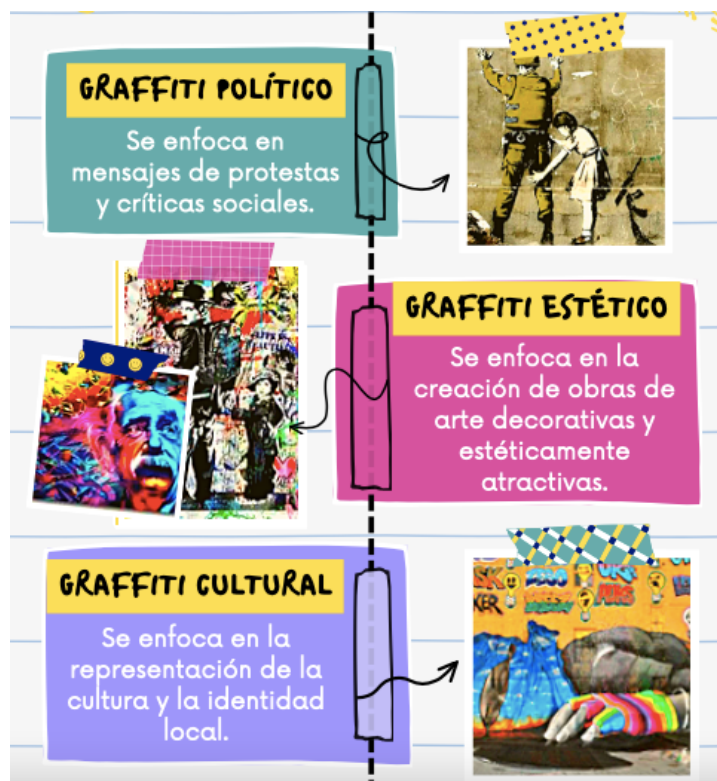 GRAFFITI POLÍTICO
Se enfoca en
mensajes de protestas
y críticas sociales.
GRAFFITI ESTÉTICO
Se enfoca en la
creación de obras de
arte decorativas y
estéticamente
atractivas.
GRAFFITI CULTURAL
Se enfoca en la
representación de la
cultura y la identidad
local.